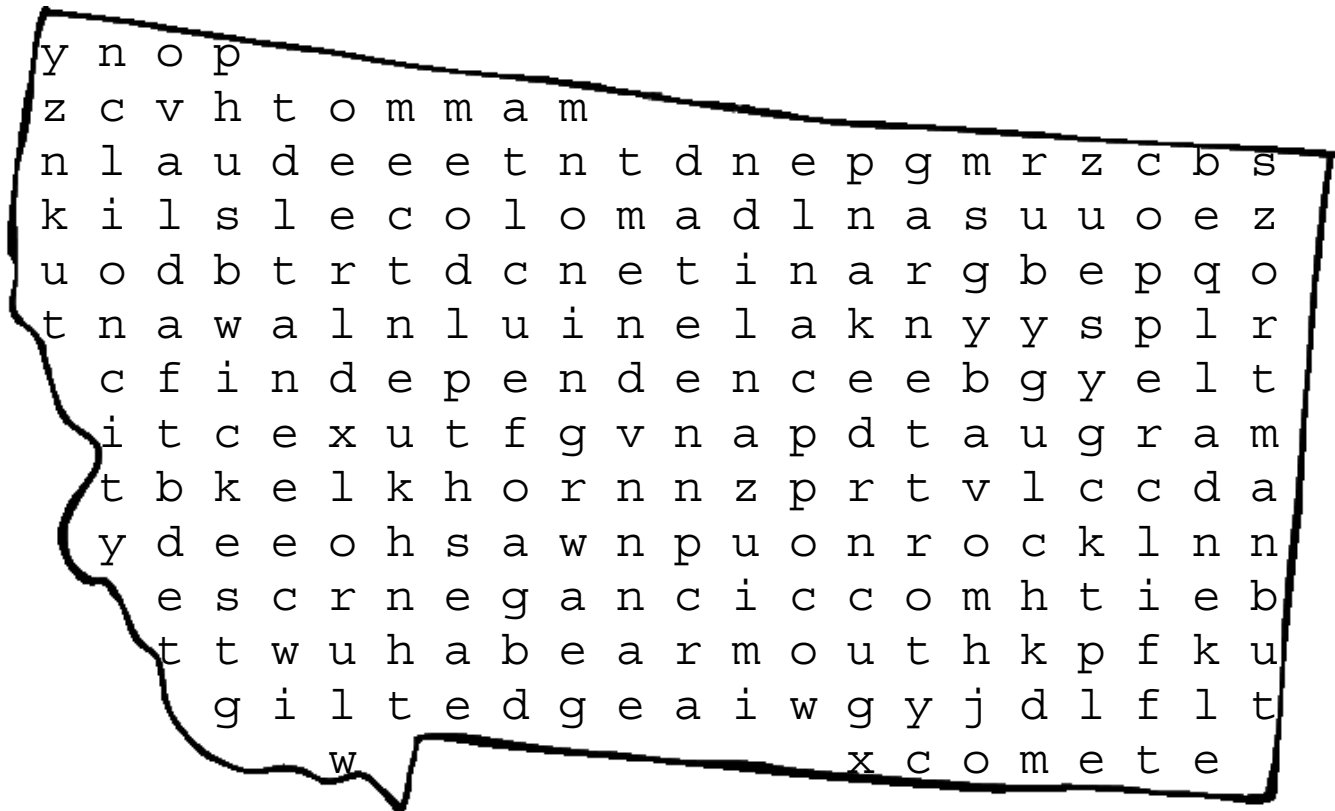 y n o p
z c v h t o m m a m
n l a u d e e e t n t d n e p g m r z c b s
k i l s l e c o l o m a d l n a s u u o e z
u o d b t r t d c n e t i n a r g b e p q o
t n a w a l n l u i n e l a k n y y s p l r
c f i n d e p e n d e n c e e b g y e l t
i t c e x u t f g v n a p d t a u g r a m
t b k e l k h o r n n z p r t v l c c d a
y d e e o h s a w n p u o n r o c k l n n
e s c r n e g a n c i c c o m h t i e b
t t w u h a b e a r m o u t h k p f k u
g i l t e d g e a i w g y j d l f l t
w x c o m e t e